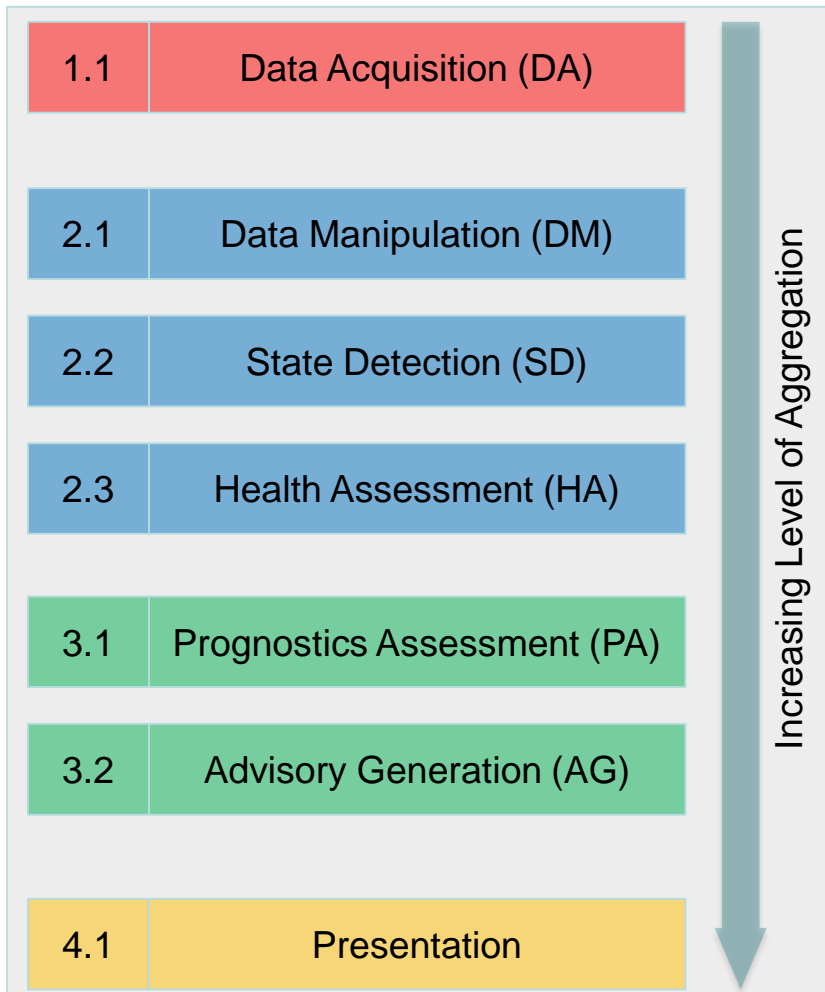 1.1 Data Acquisition (DA)
2.1 Data Manipulation (DM)
2.2 State Detection (SD)
2.3 Health Assessment (HA)
3.1 Prognostics Assessment (PA)
3.2 Advisory Generation (AG)
4.1 Presentation
Increasing Level of Aggregation